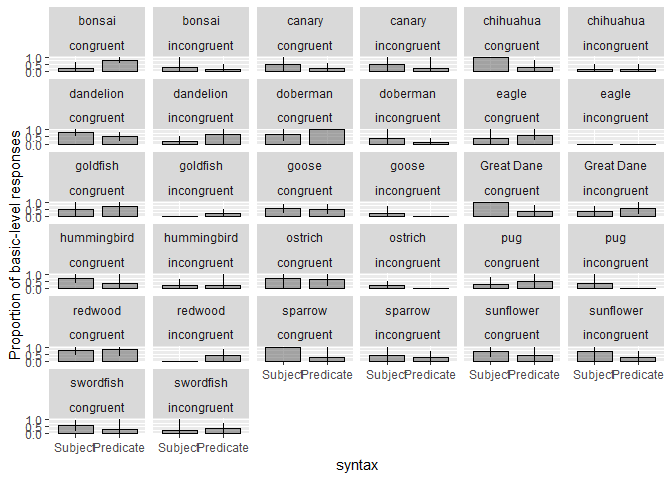 bonsai bonsai canary canary chihuahua chihuahua
congruent incongruent congruent incongruent congruent incongruent
1.0
0.5
0.0
dandelion dandelion doberman doberman eagle eagle
congruent incongruent congruent incongruent congruent incongruent
1.0
0.5
0.0
goldfish goldfish goose goose Great Dane Great Dane
congruent incongruent congruent incongruent congruent incongruent
1.0
0.5
0.0
hummingbird hummingbird ostrich ostrich pug pug
congruent incongruent congruent incongruent congruent incongruent
1.0
0.5
0.0
redwood redwood sparrow sparrow sunflower sunflower
congruent incongruent congruent incongruent congruent incongruent
1.0
0.5
0.0
Subject Predicate Subject Predicate Subject Predicate Subject Predicate
swordfish swordfish
congruent incongruent
1.0
0.5
0.0
Subject Predicate Subject Predicate
syntax
Proportion of basic-level responses